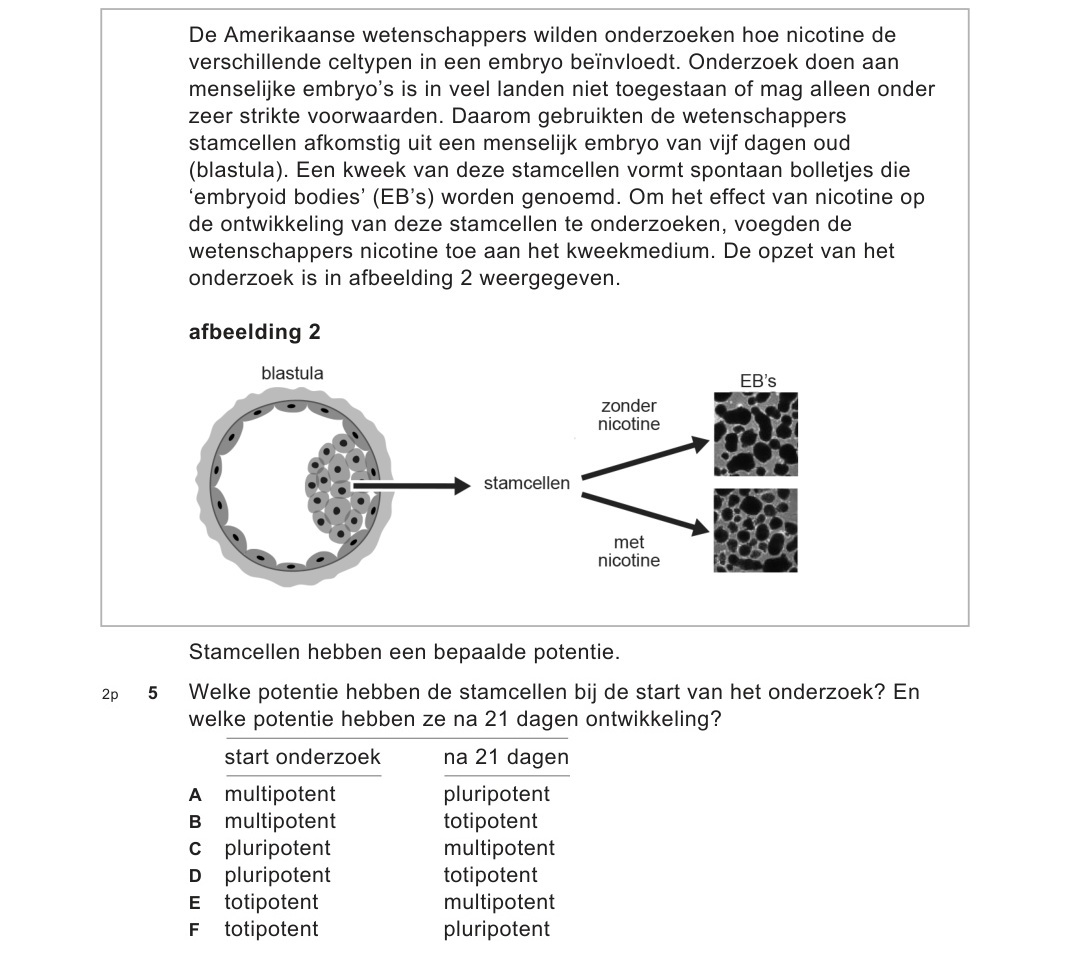 De Amerikaanse wetenschappers wilden onderzoeken hoe nicotine de
verschillende celtypen in een embryo beïnvloedt. Onderzoek doen aan
menselijke embryo’s is in veel landen niet toegestaan of mag alleen onder
zeer strikte voorwaarden. Daarom gebruikten de wetenschappers
stamcellen afkomstig uit een menselijk embryo van vijf dagen oud
(blastula). Een kweek van deze stamcellen vormt spontaan bolletjes die
‘embryoid bodies’ (EB’s) worden genoemd. Om het effect van nicotine op
de ontwikkeling van deze stamcellen te onderzoeken, voegden de
wetenschappers nicotine toe aan het kweekmedium. De opzet van het
onderzoek is in afbeelding 2 weergegeven.
afbeelding 2
blastula
EB’s
zonder
nicotine
stamcellen
met
nicotine
Stamcellen hebben een bepaalde potentie.
2p 5 Welke potentie hebben de stamcellen bij de start van het onderzoek? En
welke potentie hebben ze na 21 dagen ontwikkeling?
start onderzoek na 21 dagen
A multipotent pluripotent
B multipotent totipotent
C pluripotent multipotent
D pluripotent totipotent
E totipotent multipotent
F totipotent pluripotent